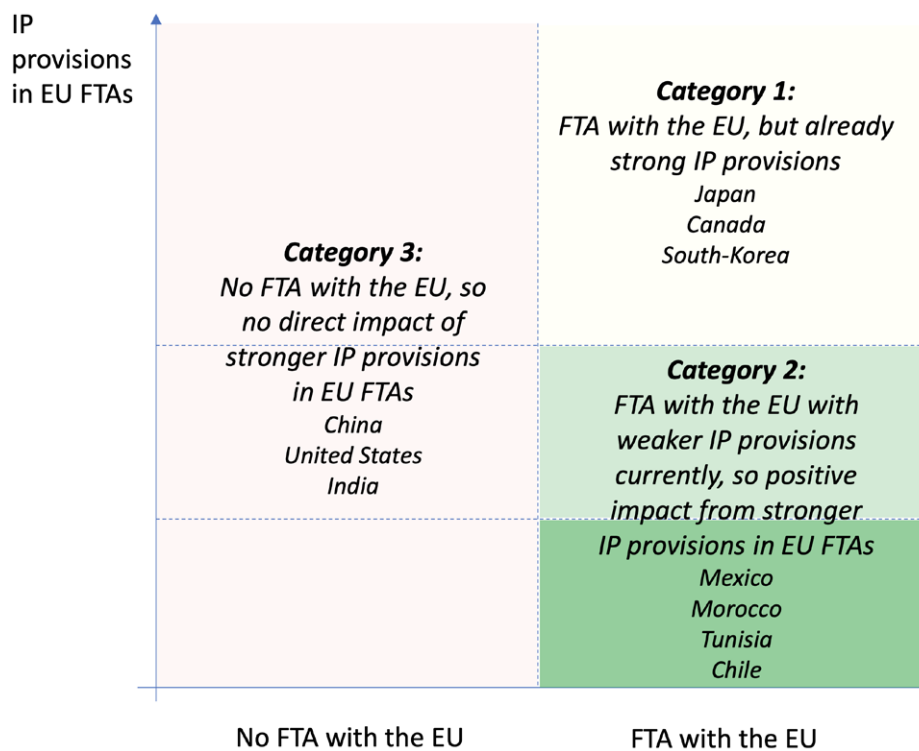 IP
provisions
in EU FTAs
Category 1:
FTA with the EU, but already
strong IP provisions
Japan
Canada
South-Korea
Category 3:
No FTA with the EU, so
no direct impact of
stronger IP provisions
in EU FTAs
China
United States
India
Category 2:
FTA with the EU with
weaker IP provisions
currently, so positive
impact from stronger
IP provisions in EU FTAs
Mexico
Morocco
Tunisia
Chile
No FTA with the EU
FTA with the EU